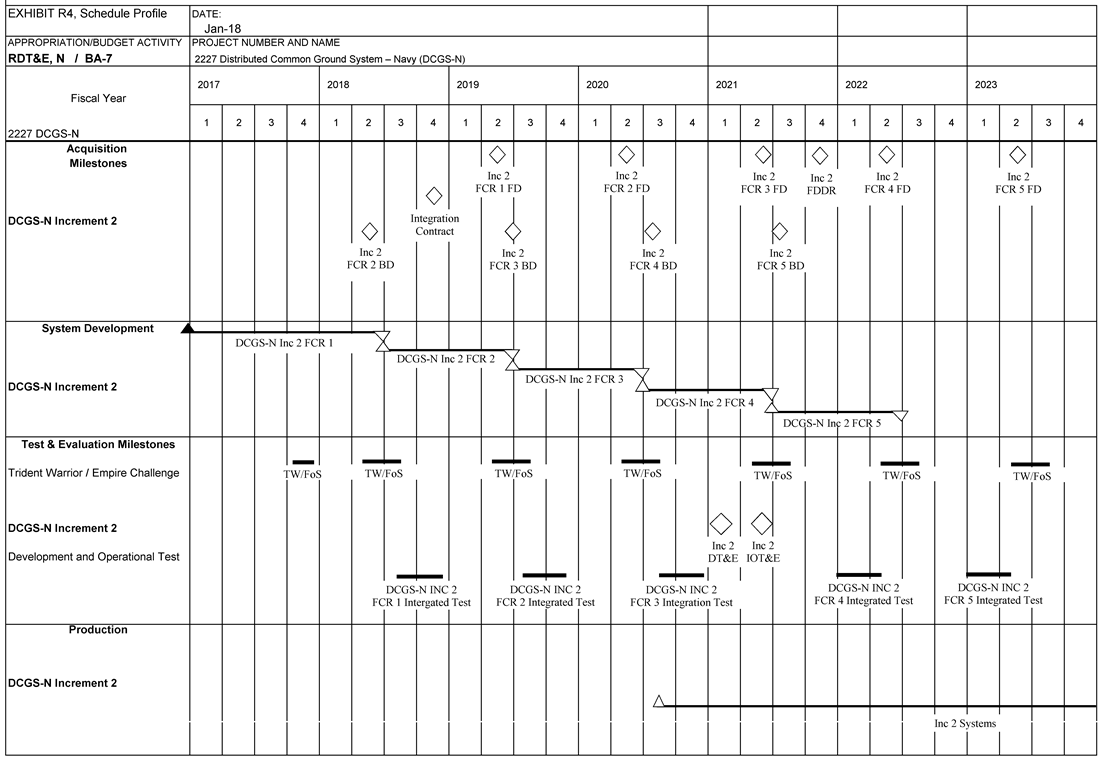 EXHIBIT R4, Schedule Profile
DATE:
Jan-18
APPROPRIATION/BUDGET ACTIVITY
PROJECT NUMBER AND NAME
RDT&E, N / BA-7
2227 Distributed Common Ground System – Navy (DCGS-N)
Fiscal Year
2017 2018 2019 2020 2021 2022 2023
2227 DCGS-N
1 2 3 4 1 2 3 4 1 2 3 4 1 2 3 4 1 2 3 4 1 2 3 4 1 2 3 4
Acquisition
Milestones
Inc 2
FCR 1 FD
Inc 2
FCR 2 FD
Inc 2
FCR 3 FD
Inc 2
FDDR
Inc 2
FCR 4 FD
Inc 2
FCR 5 FD
DCGS-N Increment 2
Integration
Contract
Inc 2
FCR 2 BD
Inc 2
FCR 3 BD
Inc 2
FCR 4 BD
Inc 2
FCR 5 BD
System Development
DCGS-N Inc 2 FCR 1
DCGS-N Inc 2 FCR 2
DCGS-N Increment 2
DCGS-N Inc 2 FCR 3
DCGS-N Inc 2 FCR 4
DCGS-N Inc 2 FCR 5
Test & Evaluation Milestones
Trident Warrior / Empire Challenge
TW/FoS TW/FoS TW/FoS TW/FoS TW/FoS TW/FoS TW/FoS
DCGS-N Increment 2
Inc 2
DT&E
Inc 2
IOT&E
Development and Operational Test
DCGS-N INC 2
FCR 1 Intergated Test
DCGS-N INC 2
FCR 2 Integrated Test
DCGS-N INC 2
FCR 3 Integration Test
DCGS-N INC 2
FCR 4 Integrated Test
DCGS-N INC 2
FCR 5 Integrated Test
Production
DCGS-N Increment 2
Inc 2 Systems